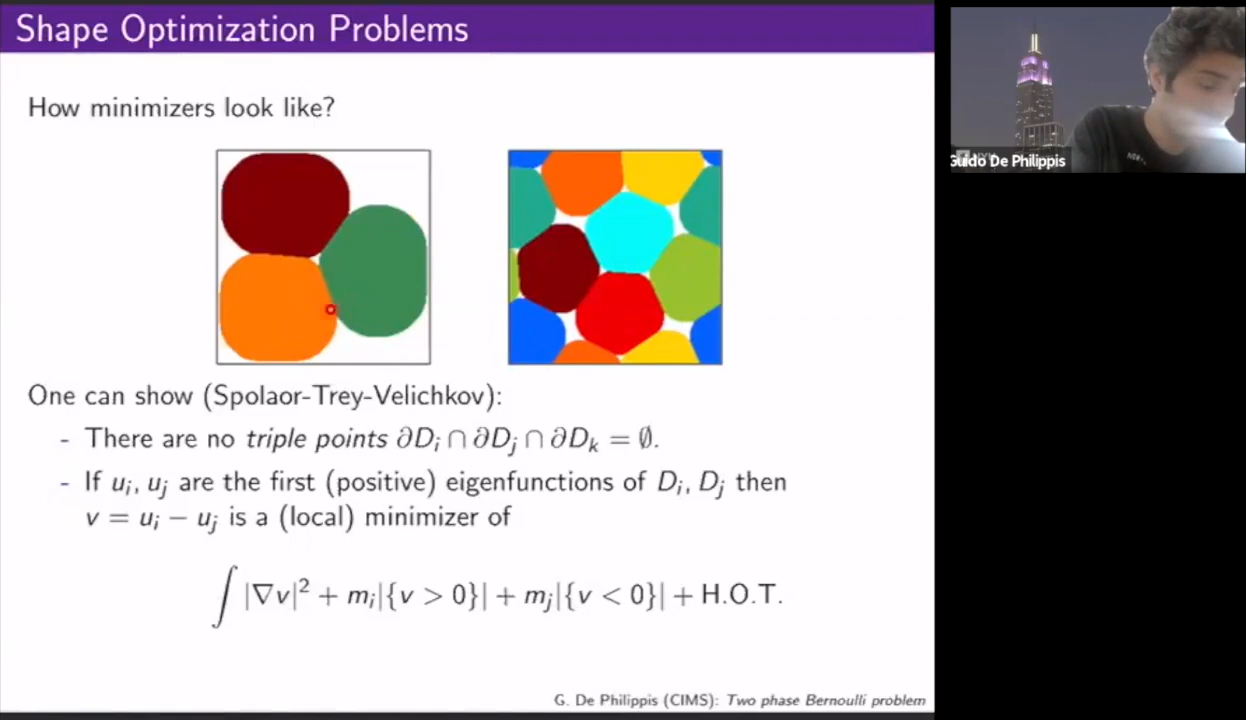 Shape Optimization Problems
How minimizers look like?
One can show (Spolaor-Trey-Velichkov):
- There are no triple points ∂Dᵢ ∩ ∂Dⱼ ∩ ∂Dₖ = ∅.
- If uᵢ, uⱼ are the first (positive) eigenfunctions of Dᵢ, Dⱼ then
v = uᵢ − uⱼ is a (local) minimizer of
∫ |∇v|² + mᵢ|{v > 0}| + mⱼ|{v < 0}| + H.O.T.
G. De Philippis (CIMS): Two phase Bernoulli problem
Guido De Philippis